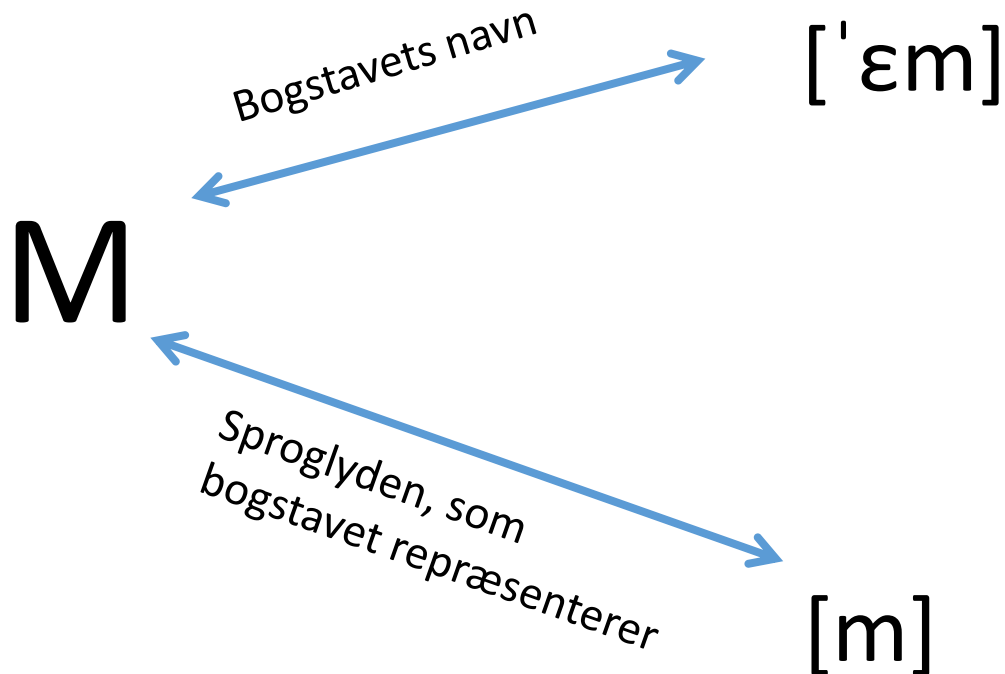 Bogstavets navn
[ˈɛm]
M
Sproglyden, som
bogstavet repræsenterer
[m]